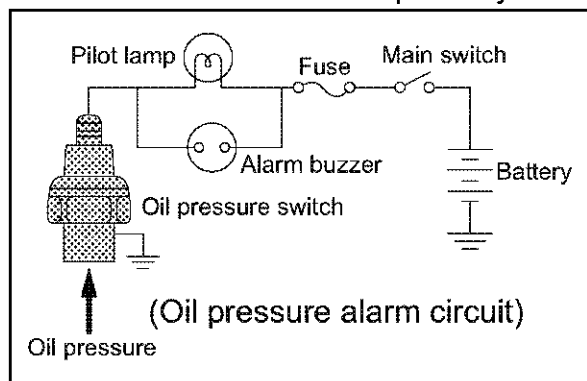 Pilot lamp
Fuse
Main switch
Alarm buzzer
Battery
Oil pressure switch
(Oil pressure alarm circuit)
Oil pressure